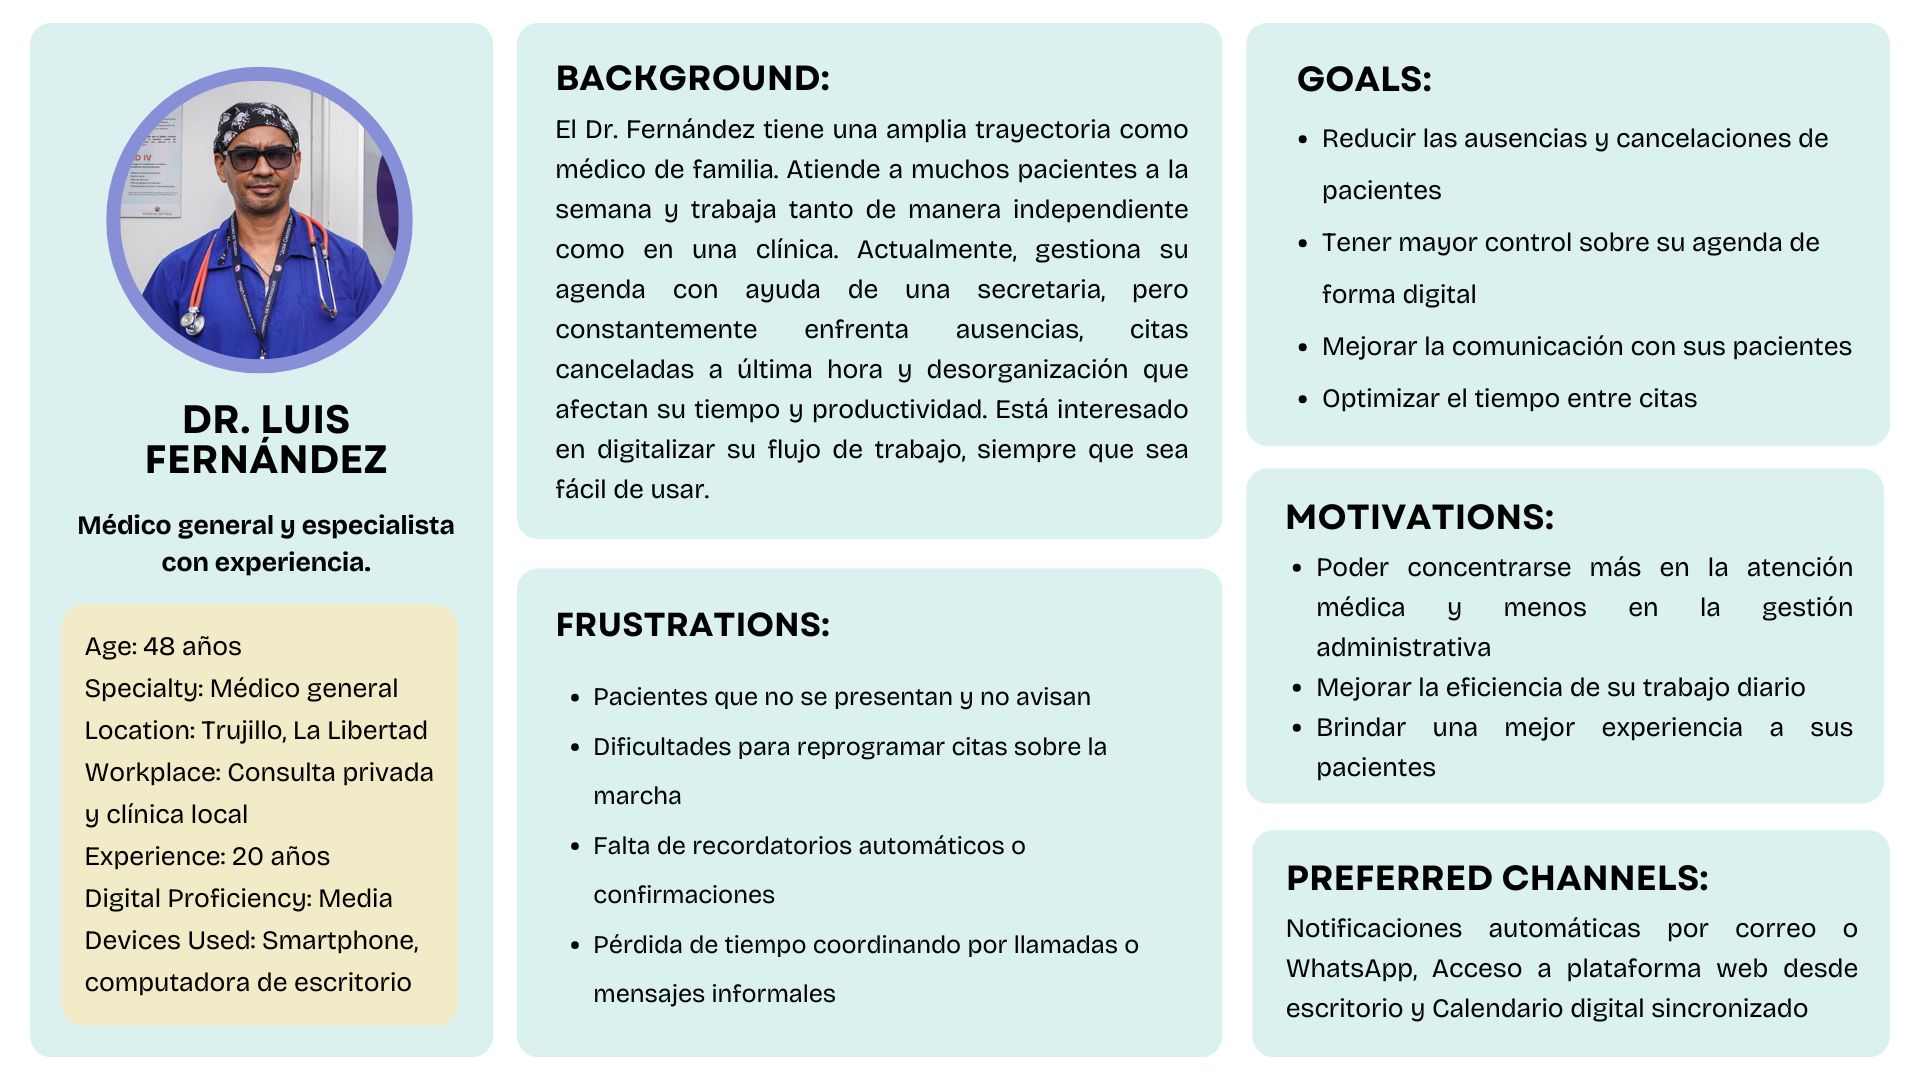 DR. LUIS
FERNÁNDEZ
Médico general y especialista
con experiencia.
Age: 48 años
Specialty: Médico general
Location: Trujillo, La Libertad
Workplace: Consulta privada
y clínica local
Experience: 20 años
Digital Proficiency: Media
Devices Used: Smartphone,
computadora de escritorio
BACKGROUND:
El Dr. Fernández tiene una amplia trayectoria como
médico de familia. Atiende a muchos pacientes a la
semana y trabaja tanto de manera independiente
como en una clínica. Actualmente, gestiona su
agenda con ayuda de una secretaria, pero
constantemente enfrenta ausencias, citas
canceladas a última hora y desorganización que
afectan su tiempo y productividad. Está interesado
en digitalizar su flujo de trabajo, siempre que sea
fácil de usar.
FRUSTRATIONS:
• Pacientes que no se presentan y no avisan
• Dificultades para reprogramar citas sobre la
marcha
• Falta de recordatorios automáticos o
confirmaciones
• Pérdida de tiempo coordinando por llamadas o
mensajes informales
GOALS:
• Reducir las ausencias y cancelaciones de
pacientes
• Tener mayor control sobre su agenda de
forma digital
• Mejorar la comunicación con sus pacientes
• Optimizar el tiempo entre citas
MOTIVATIONS:
• Poder concentrarse más en la atención
médica y menos en la gestión
administrativa
• Mejorar la eficiencia de su trabajo diario
• Brindar una mejor experiencia a sus
pacientes
PREFERRED CHANNELS:
Notificaciones automáticas por correo o
WhatsApp, Acceso a plataforma web desde
escritorio y Calendario digital sincronizado